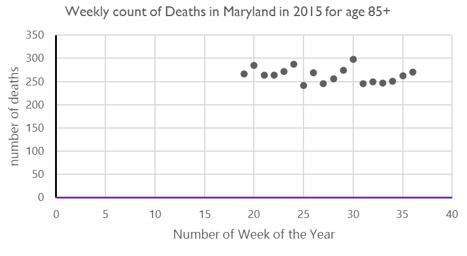 Weekly count of Deaths in Maryland in 2015 for age 85+
350
300
250
200
150
100
50
0
number of deaths
0 5 10 15 20 25 30 35 40
Number of Week of the Year